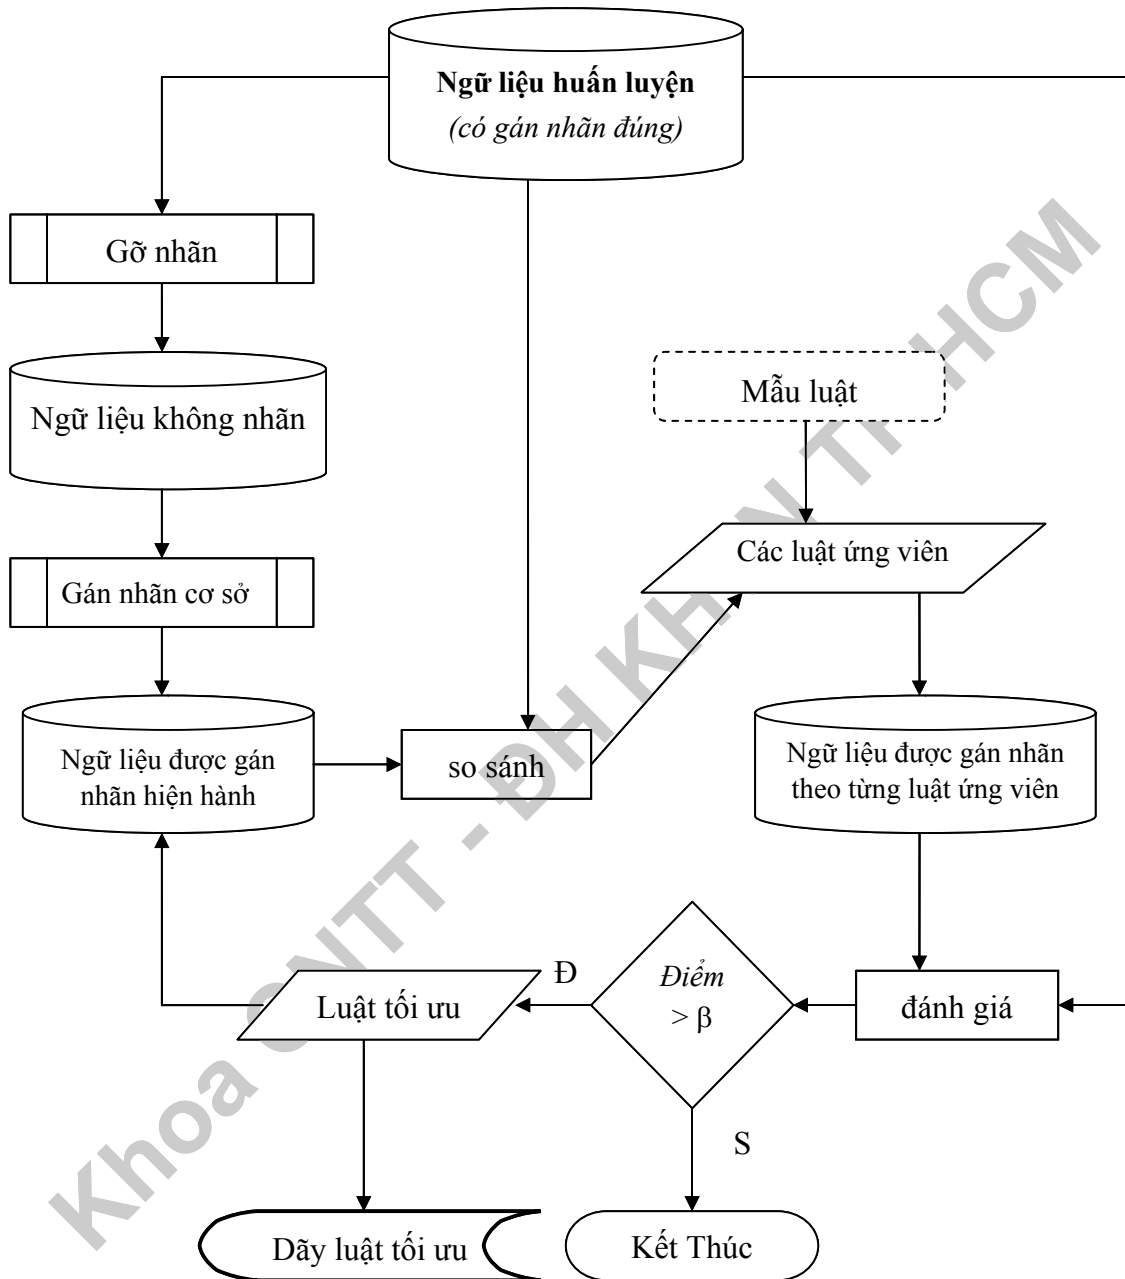 Ngữ liệu huấn luyện
(có gán nhãn đúng)
Gỡ nhãn
Ngữ liệu không nhãn
Mẫu luật
Các luật ứng viên
Gán nhãn cơ sở
Ngữ liệu được gán
nhãn hiện hành
so sánh
Ngữ liệu được gán nhãn
theo từng luật ứng viên
Luật tối ưu
Đ
Điểm
> β
đánh giá
S
Dãy luật tối ưu
Kết Thúc
Khoa CNTT - ĐH KH N TP HCM